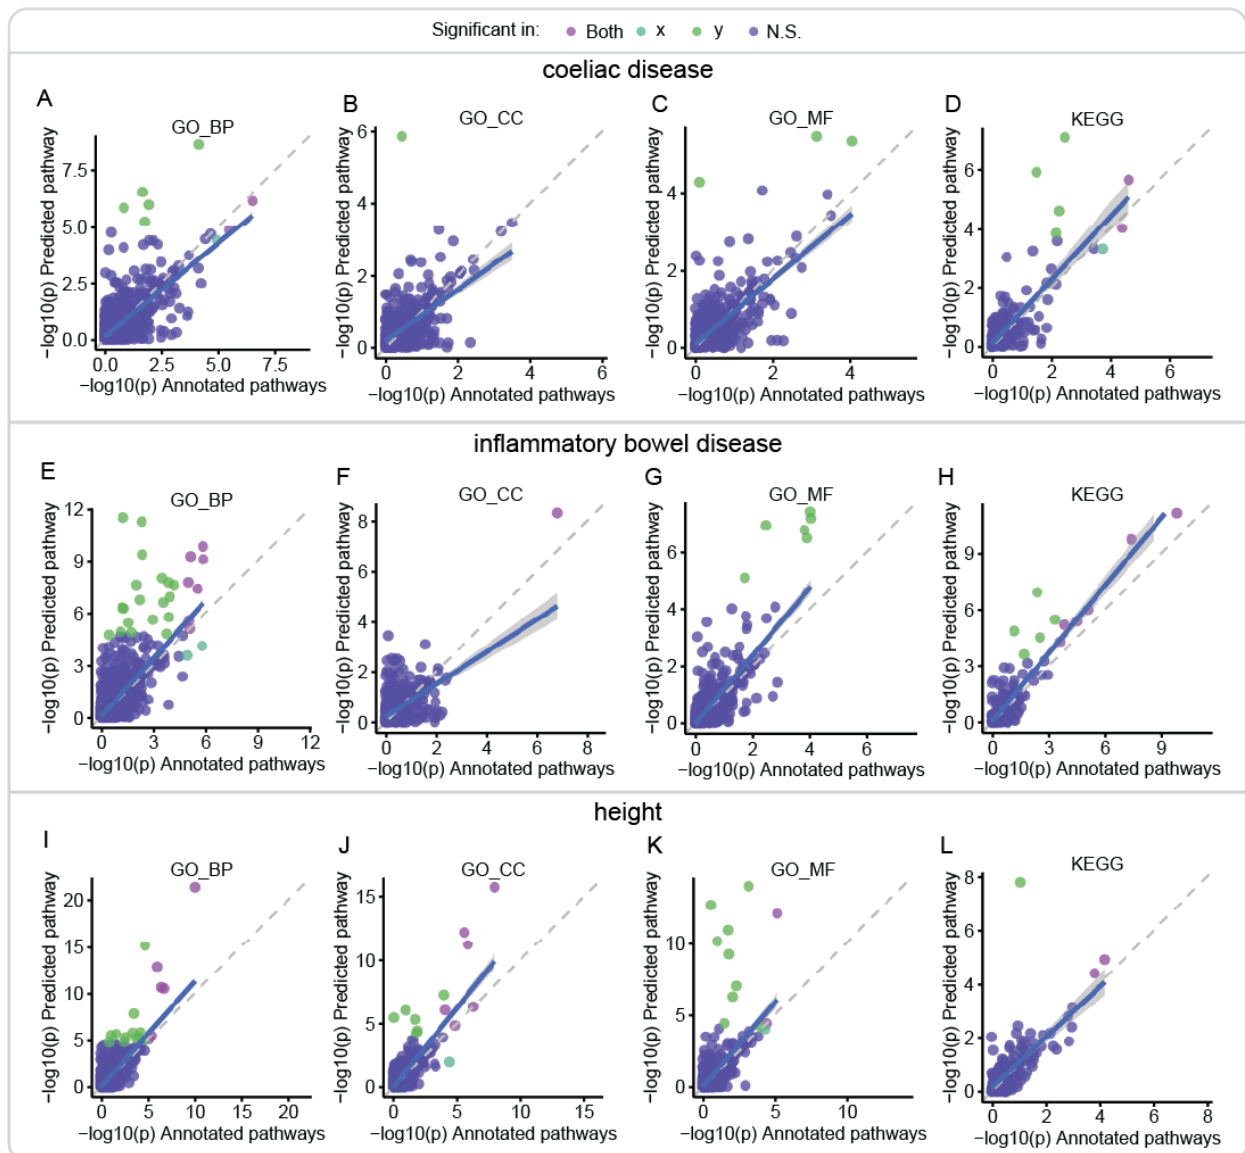 Significant in: Both x y N.S.
coeliac disease
A
GO_BP
−log10(p) Predicted pathway
7.5
5.0
2.5
0.0
0.0 2.5 5.0 7.5
−log10(p) Annotated pathways
B
GO_CC
−log10(p) Predicted pathway
6
4
2
0
0 2 4 6
−log10(p) Annotated pathways
C
GO_MF
−log10(p) Predicted pathway
4
2
0
0 2 4
−log10(p) Annotated pathways
D
KEGG
−log10(p) Predicted pathway
6
4
2
0
0 2 4 6
−log10(p) Annotated pathways
inflammatory bowel disease
E
GO_BP
−log10(p) Predicted pathway
12
9
6
3
0
0 3 6 9 12
−log10(p) Annotated pathways
F
GO_CC
−log10(p) Predicted pathway
8
6
4
2
0
0 2 4 6 8
−log10(p) Annotated pathways
G
GO_MF
−log10(p) Predicted pathway
6
4
2
0
0 2 4 6
−log10(p) Annotated pathways
H
KEGG
−log10(p) Predicted pathway
9
6
3
0
0 3 6 9
−log10(p) Annotated pathways
height
I
GO_BP
−log10(p) Predicted pathway
20
15
10
5
0
0 5 10 15 20
−log10(p) Annotated pathways
J
GO_CC
−log10(p) Predicted pathway
15
10
5
0
0 5 10 15
−log10(p) Annotated pathways
K
GO_MF
−log10(p) Predicted pathway
10
5
0
0 5 10
−log10(p) Annotated pathways
L
KEGG
−log10(p) Predicted pathway
8
6
4
2
0
0 2 4 6 8
−log10(p) Annotated pathways